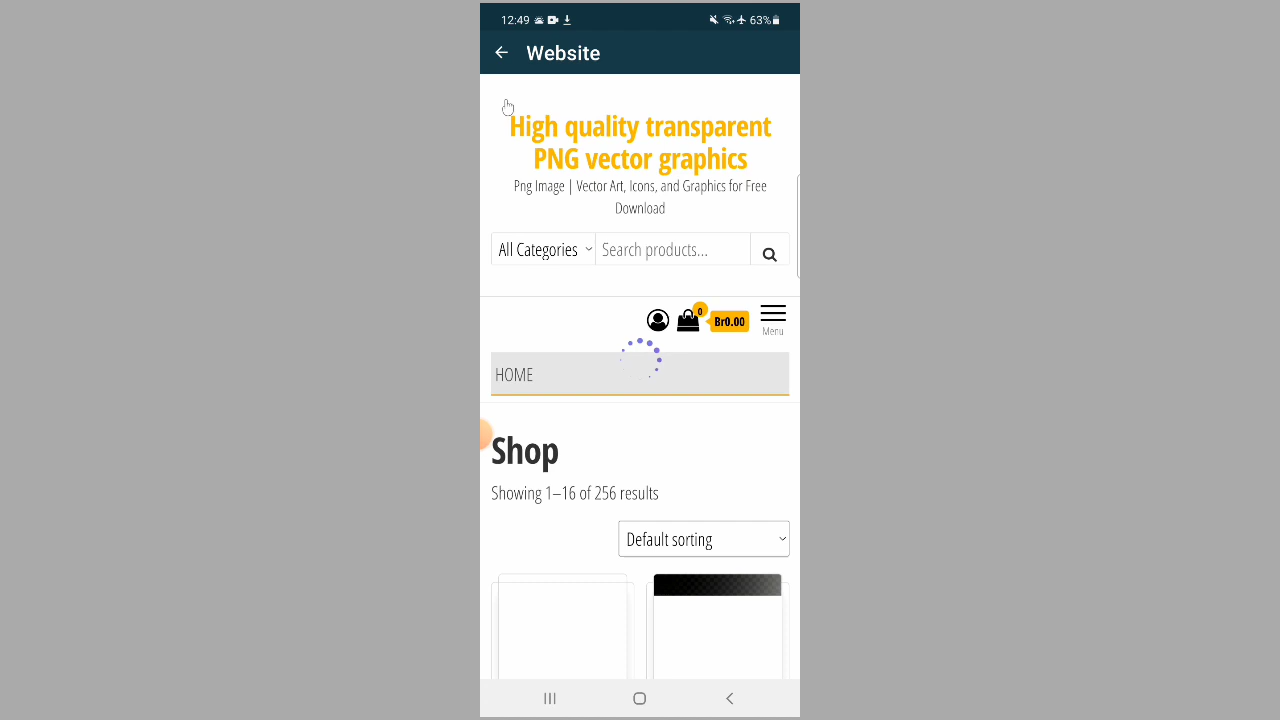 12:49 63%
Website
High quality transparent
PNG vector graphics
Png Image | Vector Art, Icons, and Graphics for Free
Download
All Categories Search products...
0
Br0.00
Menu
HOME
Shop
Showing 1–16 of 256 results
Default sorting